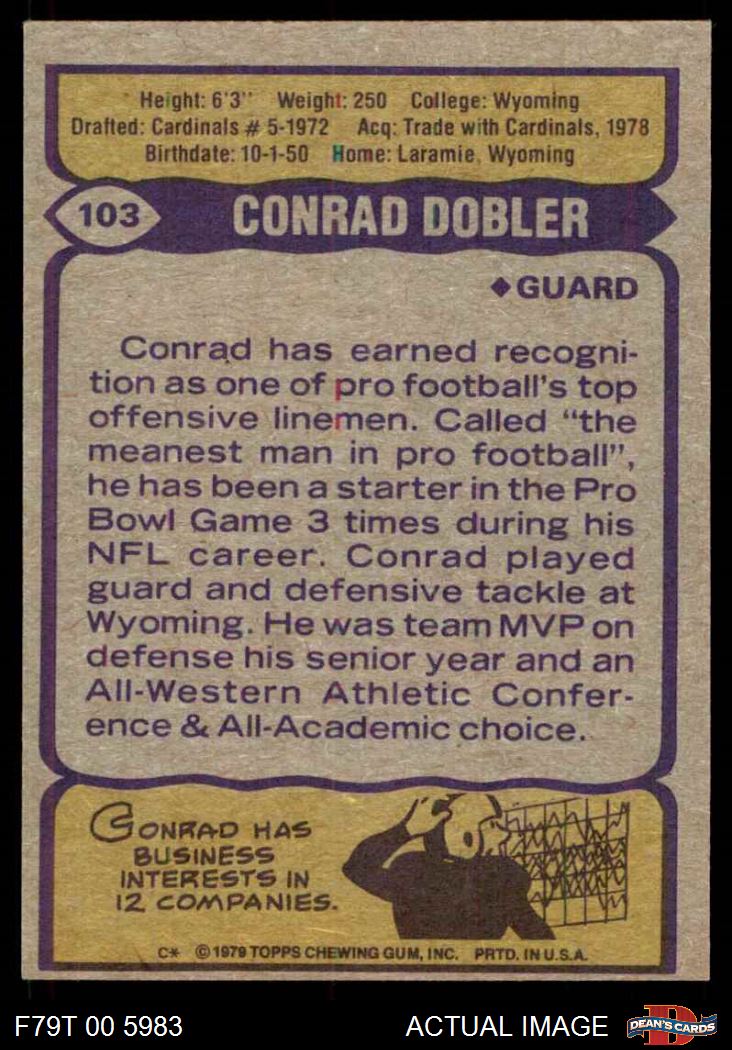 Height: 6'3" Weight: 250 College: Wyoming
Drafted: Cardinals # 5-1972 Acq: Trade with Cardinals, 1978
Birthdate: 10-1-50 Home: Laramie, Wyoming
103 CONRAD DOBLER
◆GUARD
Conrad has earned recogni-
tion as one of pro football's top
offensive linemen. Called "the
meanest man in pro football",
he has been a starter in the Pro
Bowl Game 3 times during his
NFL career. Conrad played
guard and defensive tackle at
Wyoming. He was team MVP on
defense his senior year and an
All-Western Athletic Confer-
ence & All-Academic choice.
CONRAD HAS
BUSINESS
INTERESTS IN
12 COMPANIES.
C* © 1979 TOPPS CHEWING GUM, INC. PRTD. IN U.S.A.
F79T 00 5983 ACTUAL IMAGE D DEAN'S CARDS